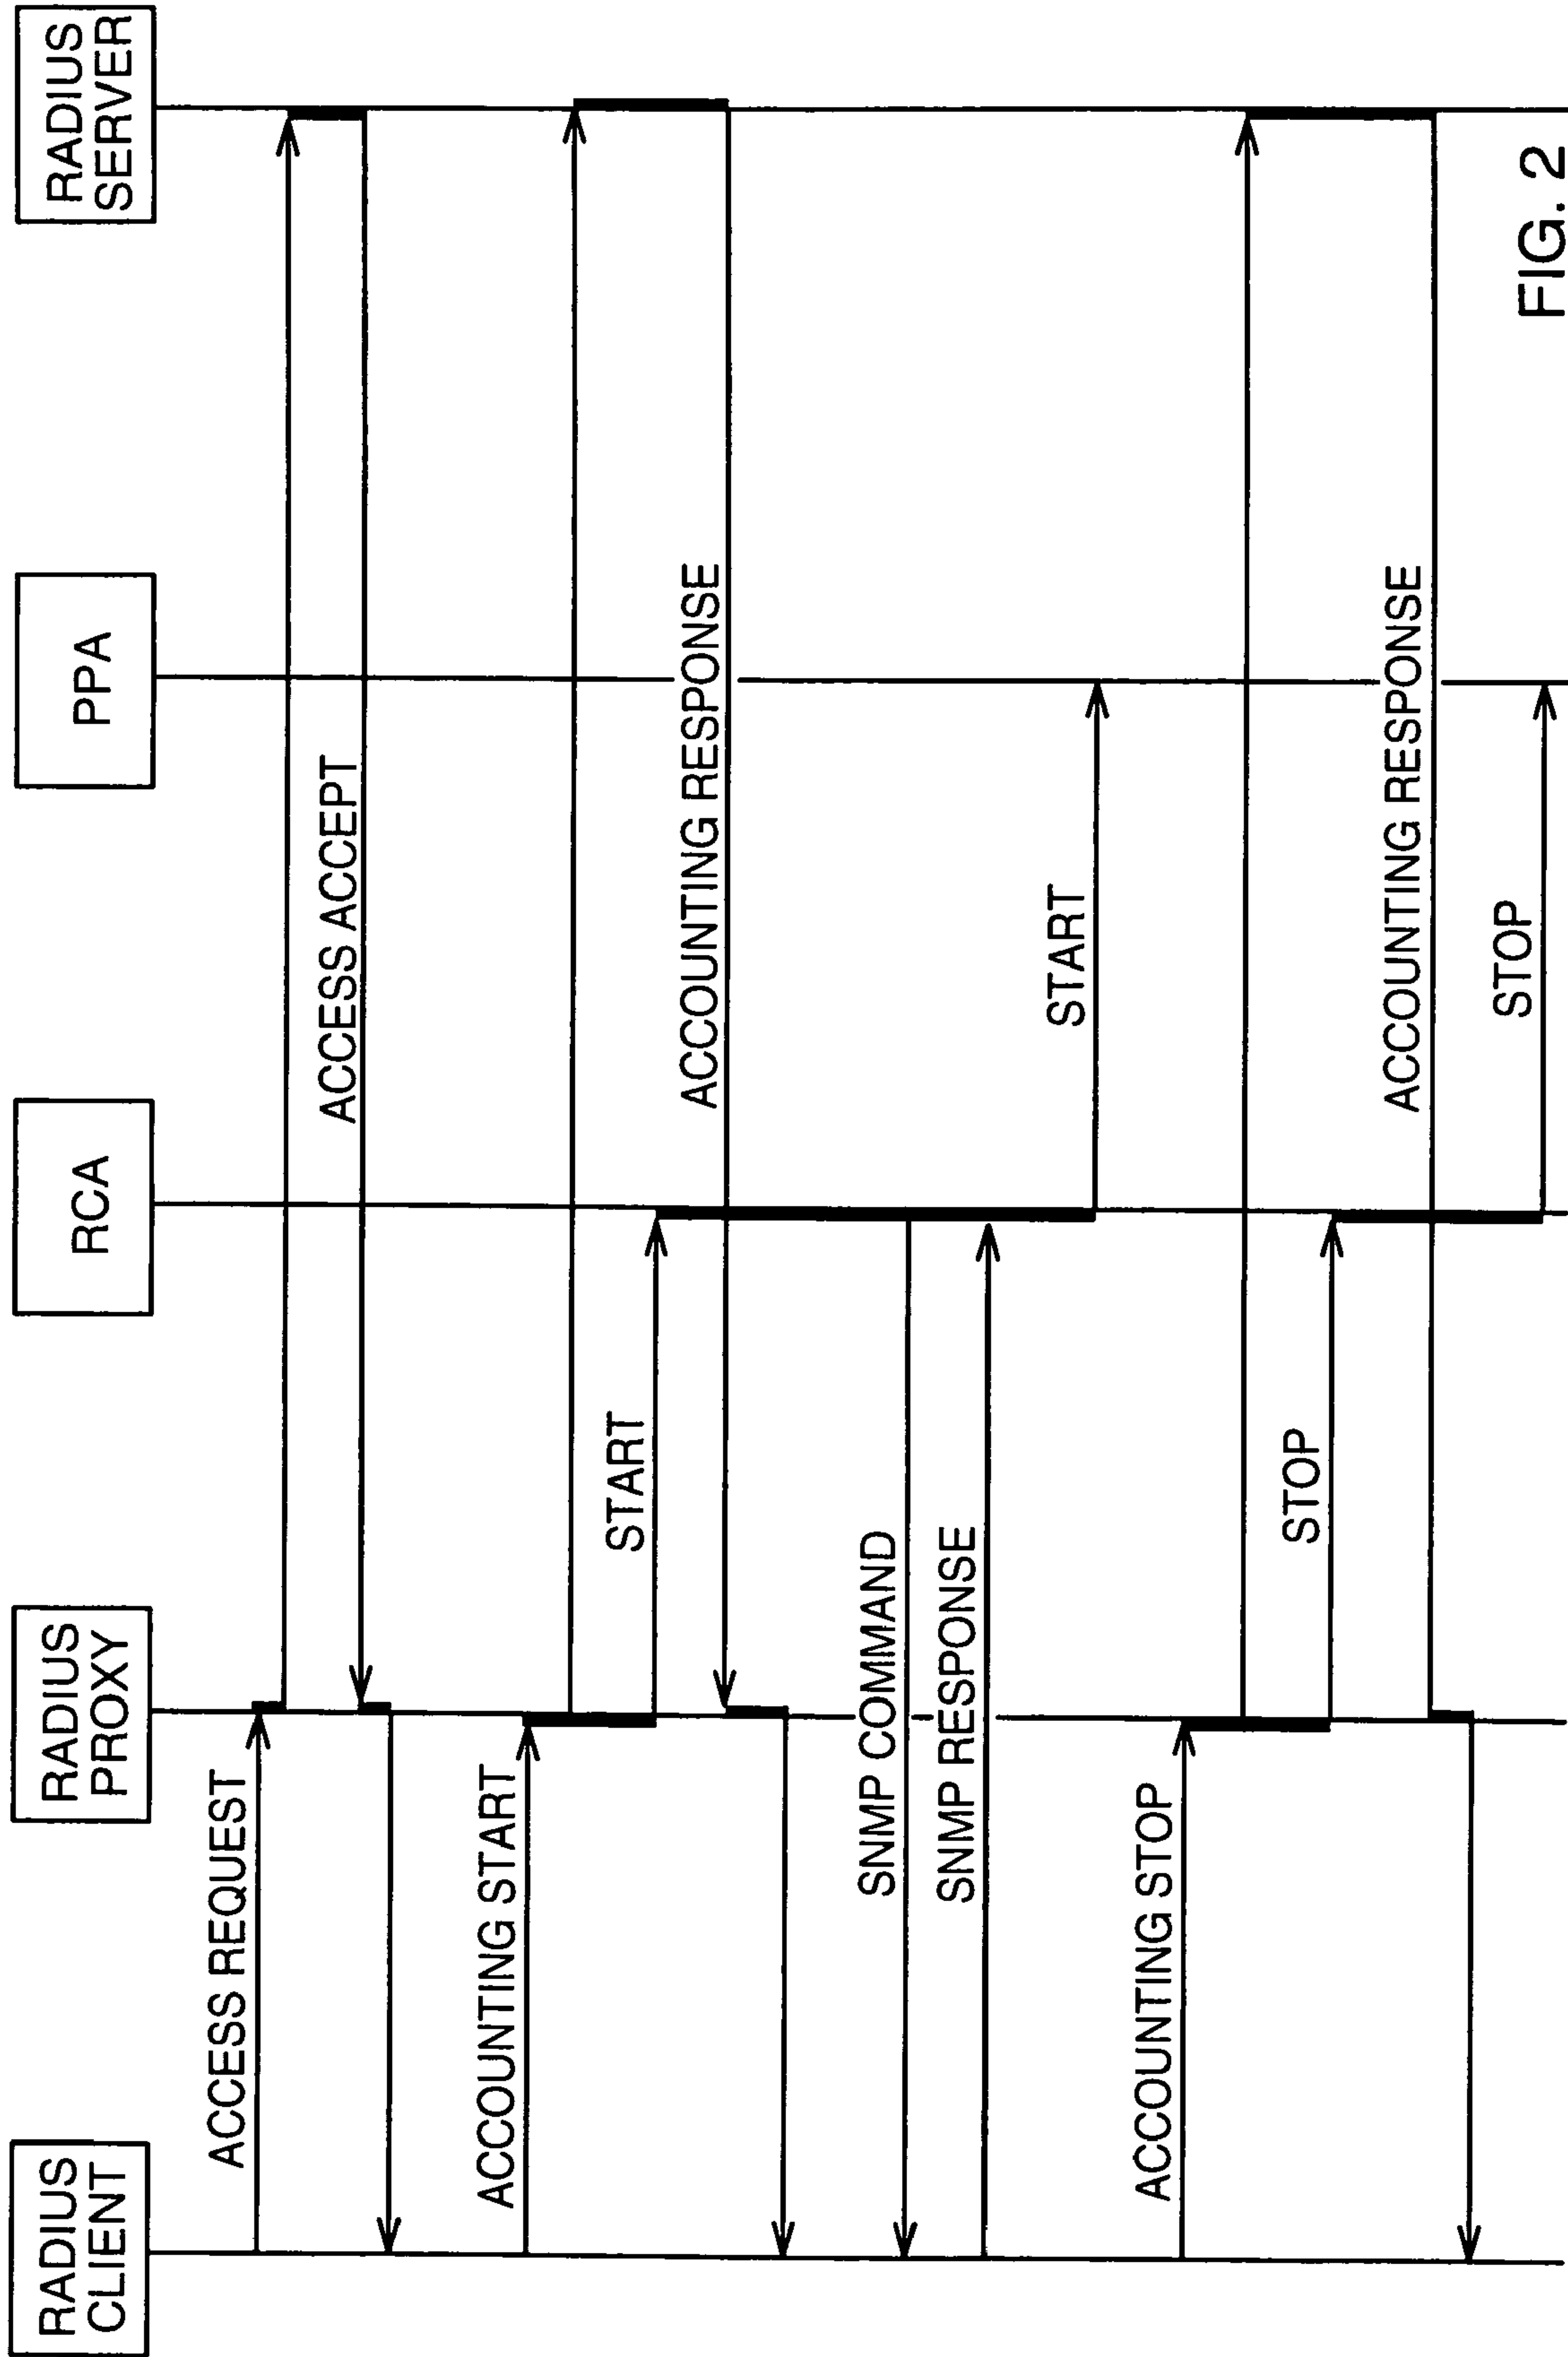 RADIUS
CLIENT
RADIUS
PROXY
RCA
PPA
RADIUS
SERVER
ACCESS REQUEST
ACCESS ACCEPT
ACCOUNTING START
START
ACCOUNTING RESPONSE
SNMP COMMAND
SNMP RESPONSE
START
ACCOUNTING STOP
STOP
ACCOUNTING RESPONSE
STOP
FIG. 2